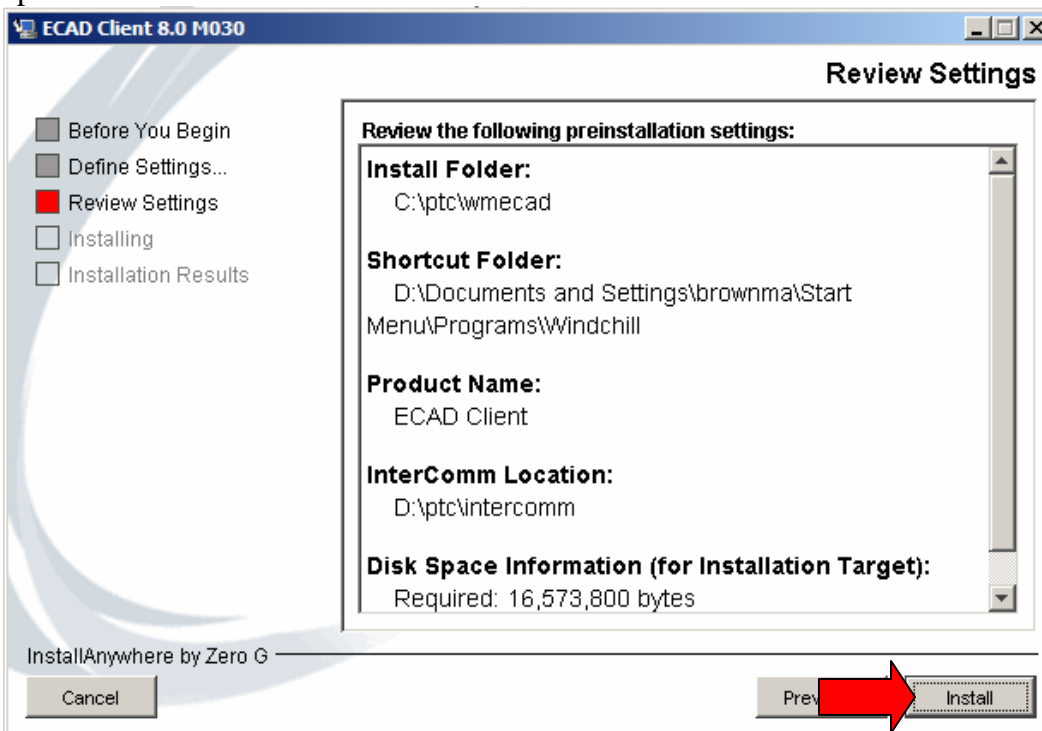 ECAD Client 8.0 M030
Review Settings
Before You Begin
Define Settings...
Review Settings
Installing
Installation Results
Review the following preinstallation settings:
Install Folder:
C:\ptc\wmecad
Shortcut Folder:
D:\Documents and Settings\brownma\Start
Menu\Programs\Windchill
Product Name:
ECAD Client
InterComm Location:
D:\ptc\intercomm
Disk Space Information (for Installation Target):
Required: 16,573,800 bytes
InstallAnywhere by Zero G
Cancel
Install